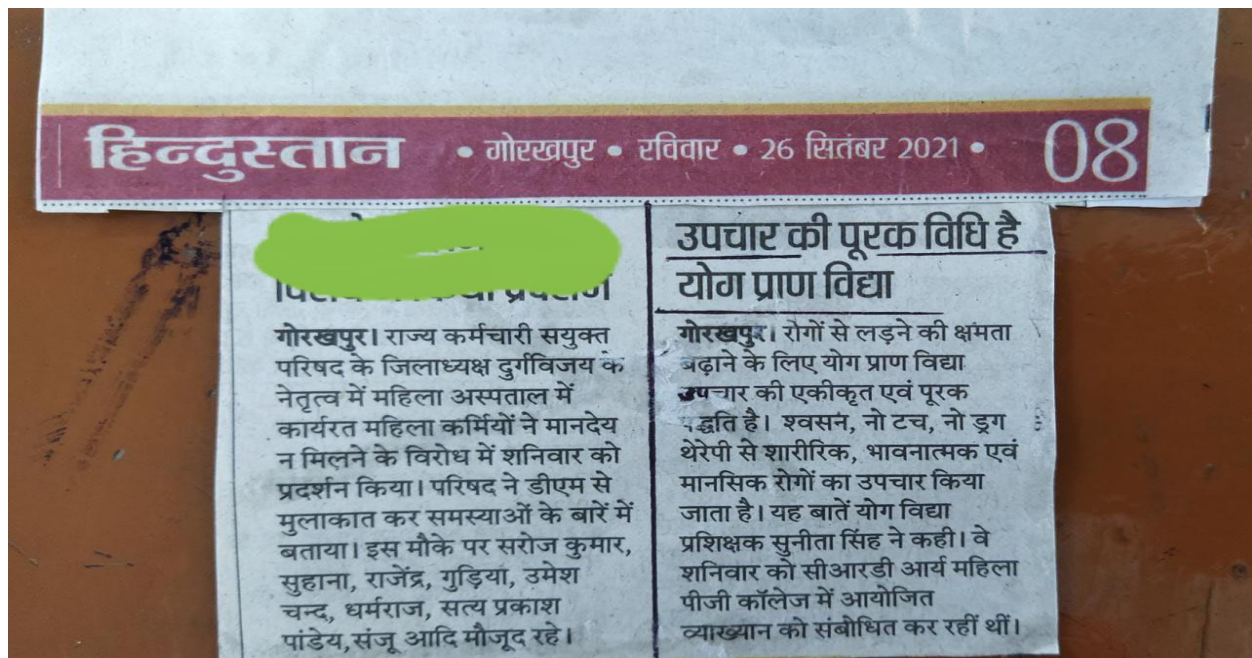 हिन्दुस्तान • गोरखपुर • रविवार • 26 सितंबर 2021 • 08
गोरखपुर। राज्य कर्मचारी सयुक्त
परिषद के जिलाध्यक्ष दुर्गविजय के
नेतृत्व में महिला अस्पताल में
कार्यरत महिला कर्मियों ने मानदेय
न मिलने के विरोध में शनिवार को
प्रदर्शन किया। परिषद ने डीएम से
मुलाकात कर समस्याओं के बारें में
बताया। इस मौके पर सरोज कुमार,
सुहाना, राजेंद्र, गुड़िया, उमेश
चन्द, धर्मराज, सत्य प्रकाश
पांडेय,संजू आदि मौजूद रहे।
उपचार की पूरक विधि है
योग प्राण विद्या
गोरखपुर। रोगों से लड़ने की क्षमता
बढ़ाने के लिए योग प्राण विद्या
उपचार की एकीकृत एवं पूरक
पद्धति है। श्वसन, नो टच, नो ड्रग
थेरेपी से शारीरिक, भावनात्मक एवं
मानसिक रोगों का उपचार किया
जाता है। यह बातें योग विद्या
प्रशिक्षक सुनीता सिंह ने कही। वे
शनिवार को सीआरडी आर्य महिला
पीजी कॉलेज में आयोजित
व्याख्यान को संबोधित कर रहीं थीं।